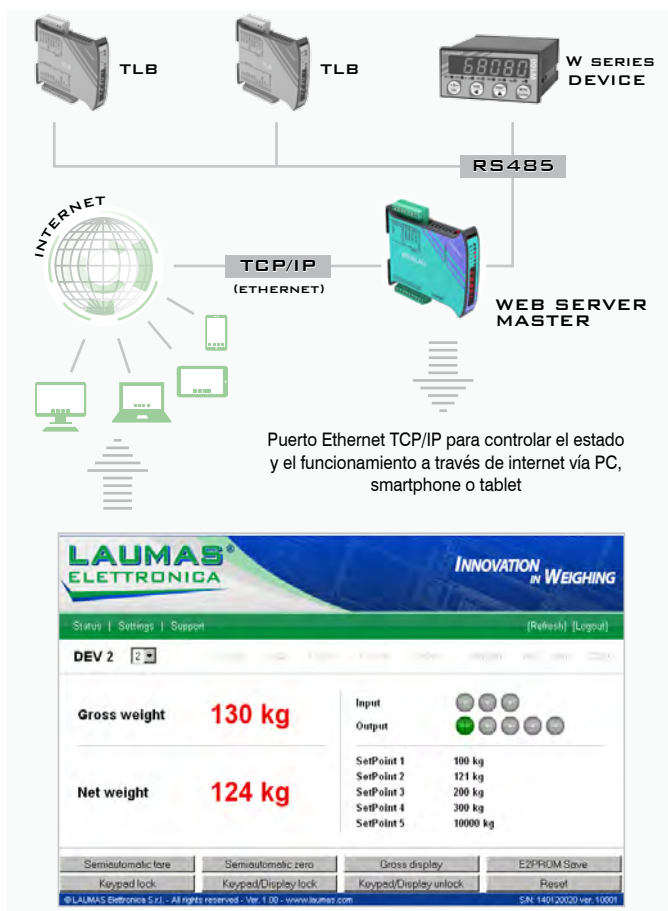 TLB
TLB
W SERIES
DEVICE
68080
RS485
INTERNET
TCP/IP
(ETHERNET)
WEB SERVER
MASTER
Puerto Ethernet TCP/IP para controlar el estado
y el funcionamiento a través de internet vía PC,
smartphone o tablet
LAUMAS®
ELETTRONICA
INNOVATION
IN WEIGHING
Status | Settings | Support
[Refresh] [Logout]
DEV 2 2
Gross weight 130 kg
Input
Output
Net weight 124 kg
SetPoint 1 100 kg
SetPoint 2 121 kg
SetPoint 3 200 kg
SetPoint 4 300 kg
SetPoint 5 10000 kg
Semiautomatic tare Semiautomatic zero Gross display E2PROM Save
Keypad lock Keypad/Display lock Keypad/Display unlock Reset
©LAUMAS Elettronica S.r.l. - All rights reserved - Ver. 1.00 - www.laumas.com S/N: 140120020 ver. 10001